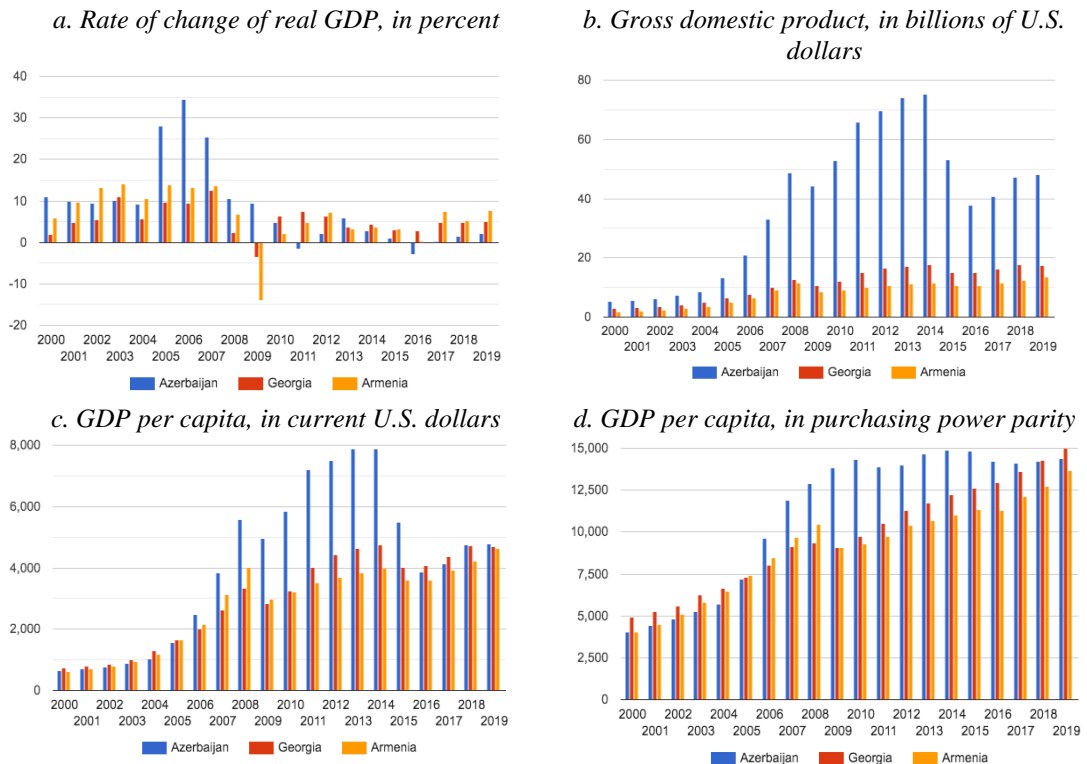 a. Rate of change of real GDP, in percent
40
30
20
10
0
-10
-20
2000 2002 2004 2006 2008 2010 2012 2014 2016 2018
2001 2003 2005 2007 2009 2011 2013 2015 2017 2019
Azerbaijan Georgia Armenia
b. Gross domestic product, in billions of U.S.
dollars
80
60
40
20
0
2000 2002 2004 2006 2008 2010 2012 2014 2016 2018
2001 2003 2005 2007 2009 2011 2013 2015 2017 2019
Azerbaijan Georgia Armenia
c. GDP per capita, in current U.S. dollars
8,000
6,000
4,000
2,000
0
2000 2002 2004 2006 2008 2010 2012 2014 2016 2018
2001 2003 2005 2007 2009 2011 2013 2015 2017 2019
Azerbaijan Georgia Armenia
d. GDP per capita, in purchasing power parity
15,000
12,500
10,000
7,500
5,000
2,500
0
2000 2002 2004 2006 2008 2010 2012 2014 2016 2018
2001 2003 2005 2007 2009 2011 2013 2015 2017 2019
Azerbaijan Georgia Armenia